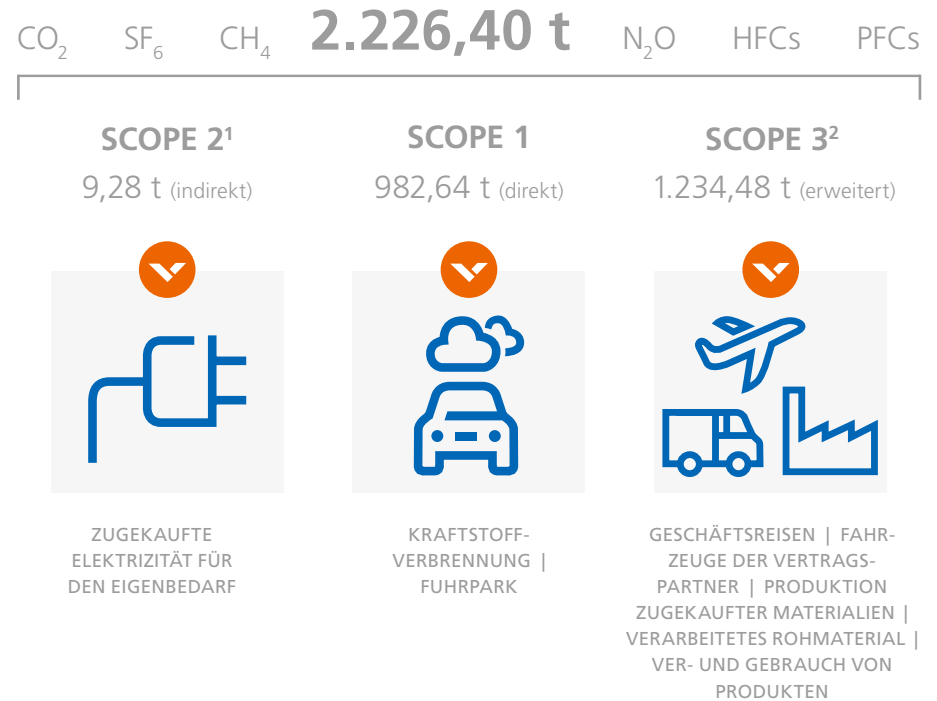 CO₂ SF₆ CH₄ 2.226,40 t N₂O HFCs PFCs
SCOPE 2¹
9,28 t (indirekt)
ZUGEKAUFTE
ELEKTRIZITÄT FÜR
DEN EIGENBEDARF
SCOPE 1
982,64 t (direkt)
KRAFTSTOFF-
VERBRENNUNG |
FUHRPARK
SCOPE 3²
1.234,48 t (erweitert)
GESCHÄFTSREISEN | FAHR-
ZEUGE DER VERTRAGS-
PARTNER | PRODUKTION
ZUGEKAUFTER MATERIALIEN |
VERARBEITETES ROHMATERIAL |
VER- UND GEBRAUCH VON
PRODUKTEN